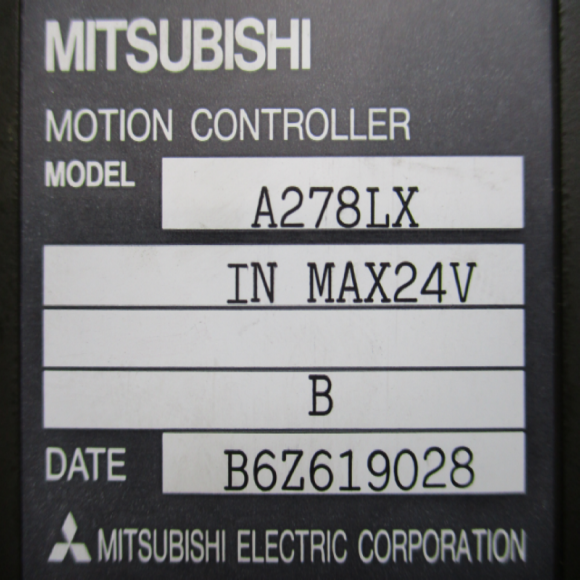 MITSUBISHI
MOTION CONTROLLER
MODEL A278LX
IN MAX24V
B
DATE B6Z619028
MITSUBISHI ELECTRIC CORPORATION